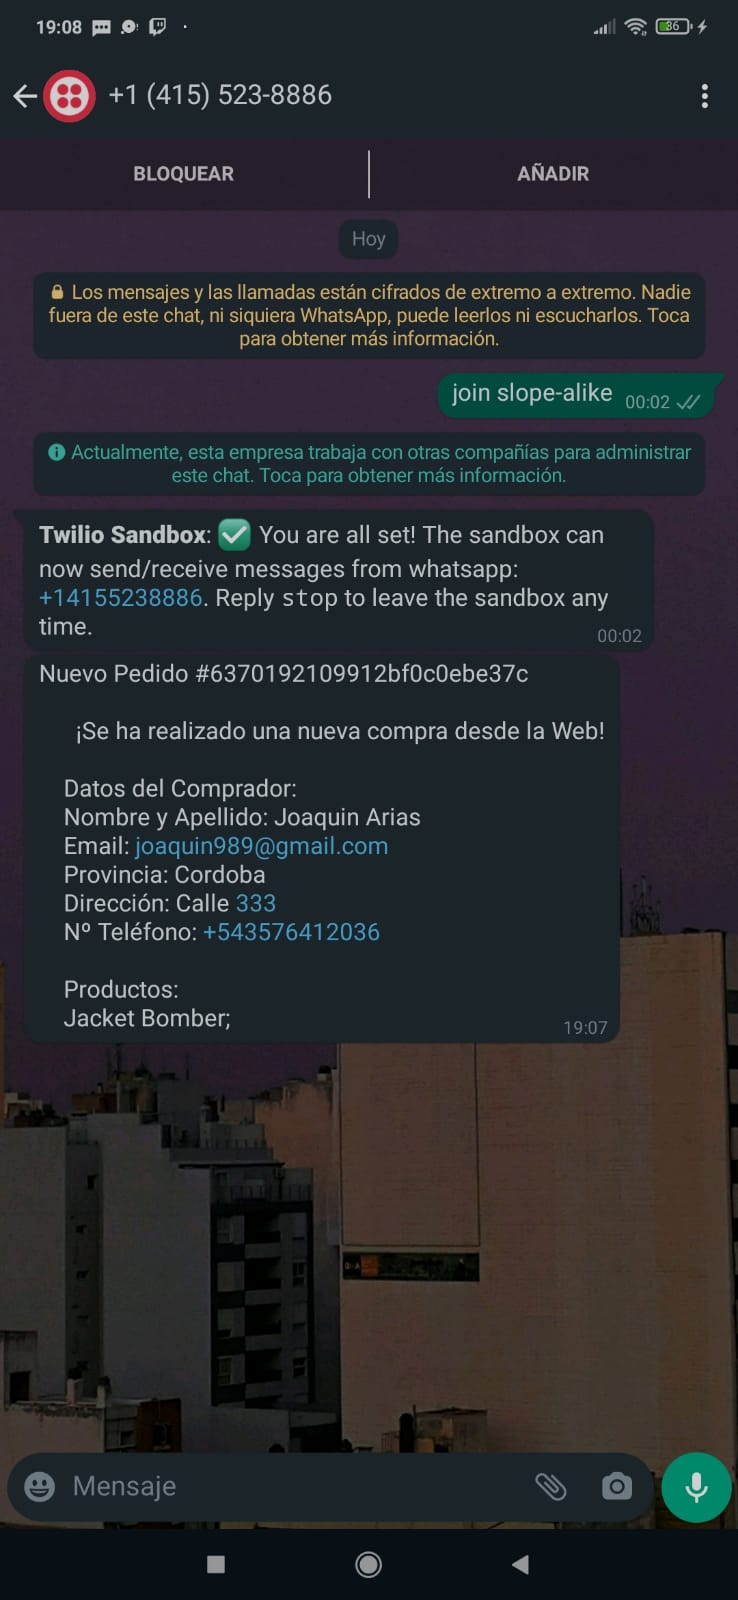 19:08
36
+1 (415) 523-8886
BLOQUEAR
AÑADIR
Hoy
Los mensajes y las llamadas están cifrados de extremo a extremo. Nadie
fuera de este chat, ni siquiera WhatsApp, puede leerlos ni escucharlos. Toca
para obtener más información.
join slope-alike 00:02
Actualmente, esta empresa trabaja con otras compañías para administrar
este chat. Toca para obtener más información.
Twilio Sandbox: ✅ You are all set! The sandbox can
now send/receive messages from whatsapp:
+14155238886. Reply stop to leave the sandbox any
time.
00:02
Nuevo Pedido #6370192109912bf0c0ebe37c
¡Se ha realizado una nueva compra desde la Web!
Datos del Comprador:
Nombre y Apellido: Joaquin Arias
Email: joaquin989@gmail.com
Provincia: Cordoba
Dirección: Calle 333
Nº Teléfono: +543576412036
Productos:
Jacket Bomber;
19:07
Mensaje